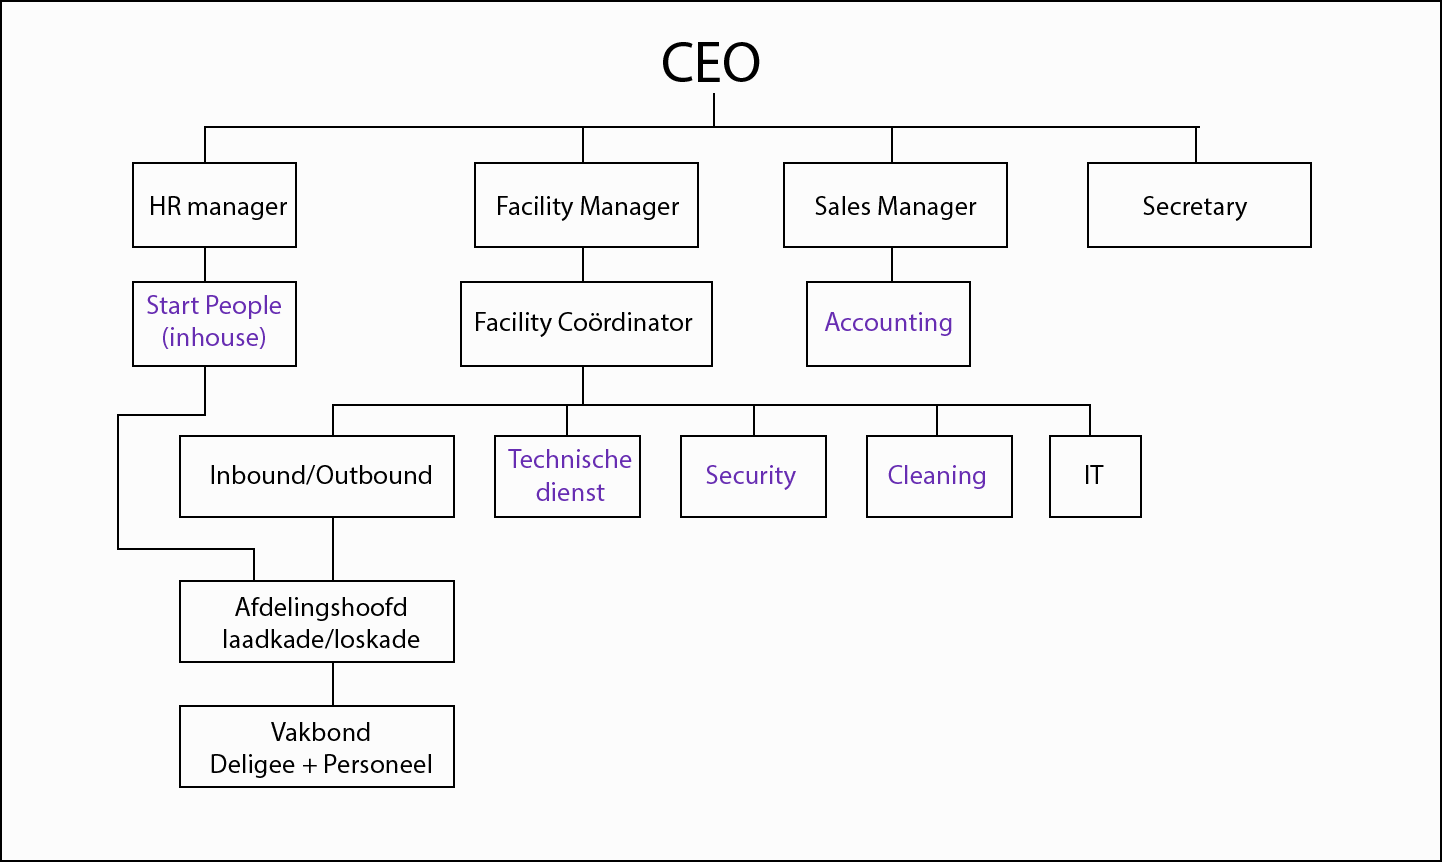 CEO
HR manager
Facility Manager
Sales Manager
Secretary
Start People
(inhouse)
Facility Coördinator
Accounting
Inbound/Outbound
Technische
dienst
Security
Cleaning
IT
Afdelingshoofd
laadkade/loskade
Vakbond
Deligee + Personeel